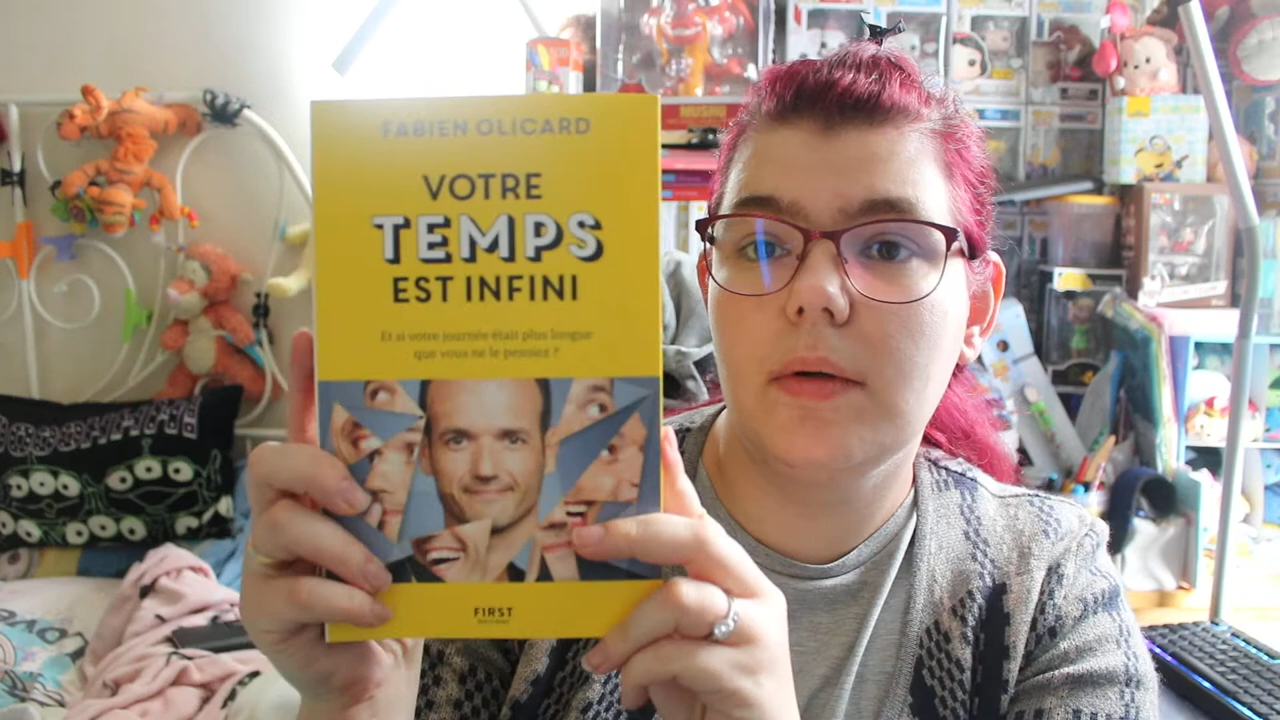 FABIEN OLICARD
VOTRE
TEMPS
EST INFINI
Et si votre journée était plus longue
que vous ne le pensiez ?
FIRST